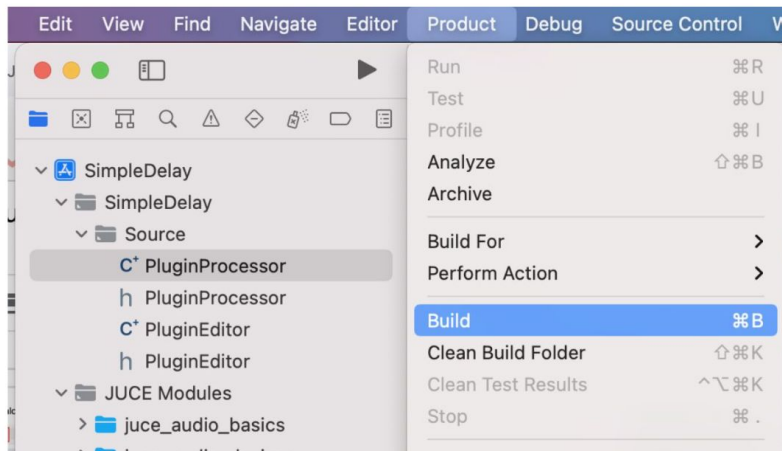 Edit View Find Navigate Editor Product Debug Source Control
Run ⌘R
Test ⌘U
Profile ⌘I
Analyze ⇧⌘B
Archive
Build For
Perform Action
Build ⌘B
Clean Build Folder ⇧⌘K
Clean Test Results ^⌥⌘K
Stop ⌘.
SimpleDelay
SimpleDelay
Source
C+ PluginProcessor
h PluginProcessor
C+ PluginEditor
h PluginEditor
JUCE Modules
juce_audio_basics